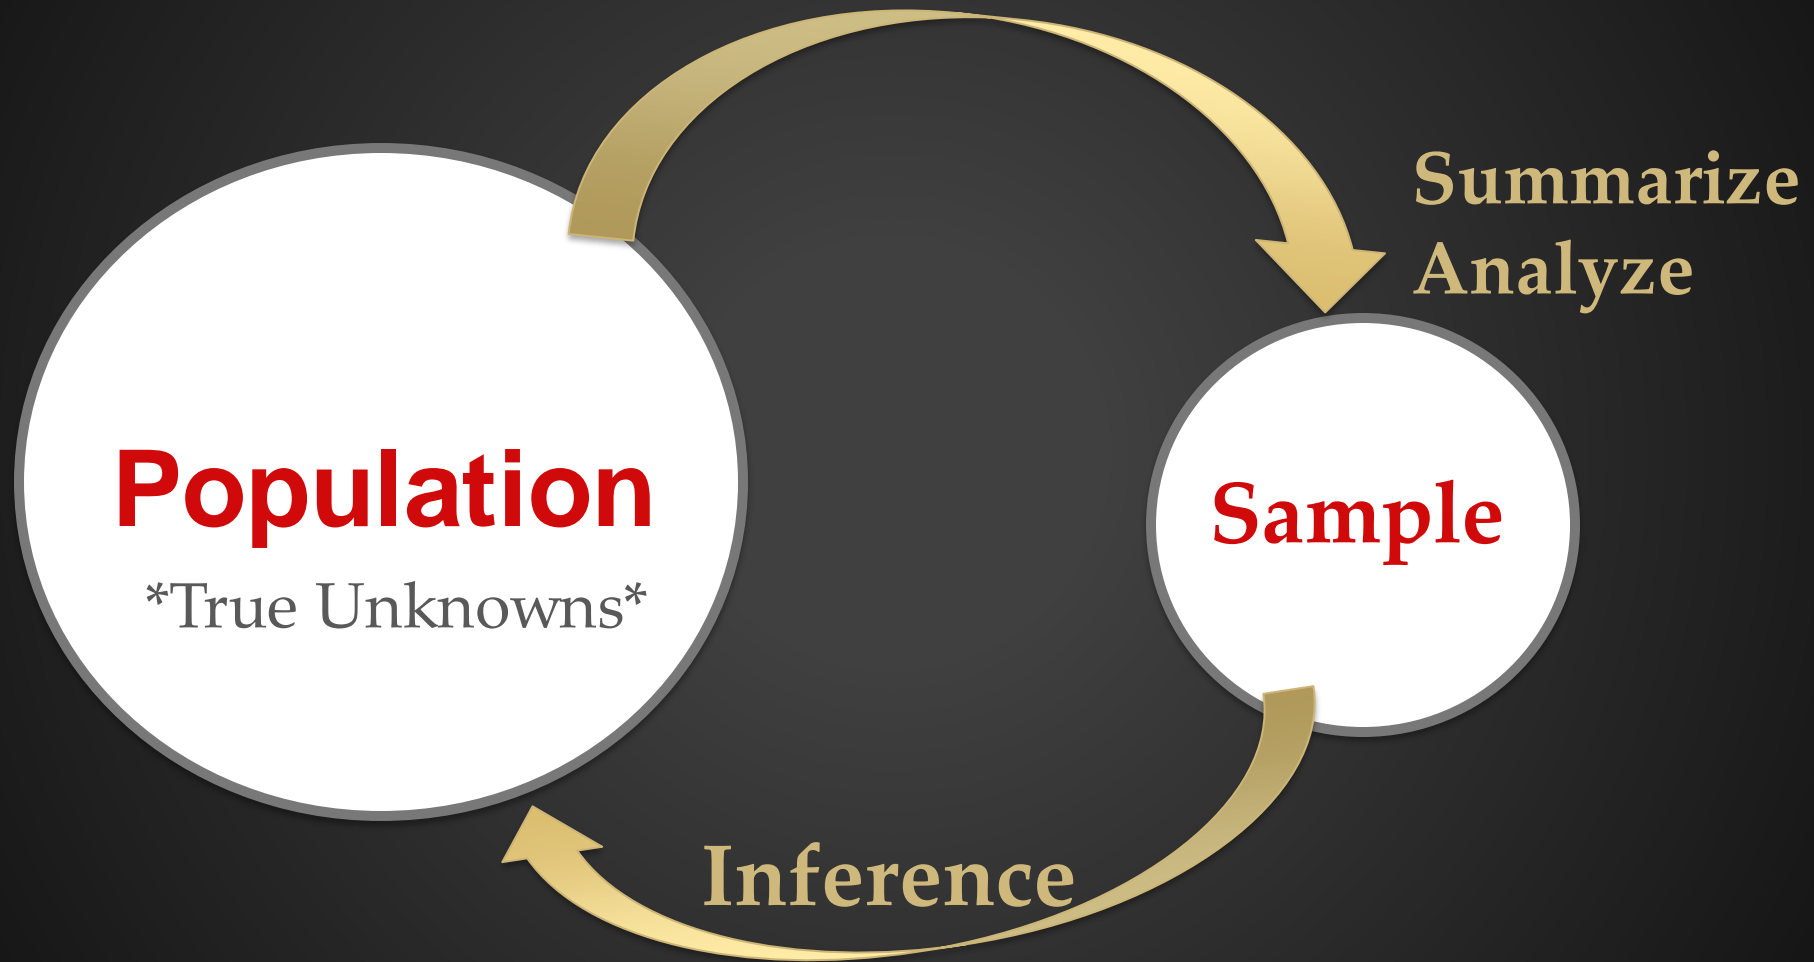 Summarize
Analyze
Population
*True Unknowns*
Sample
Inference